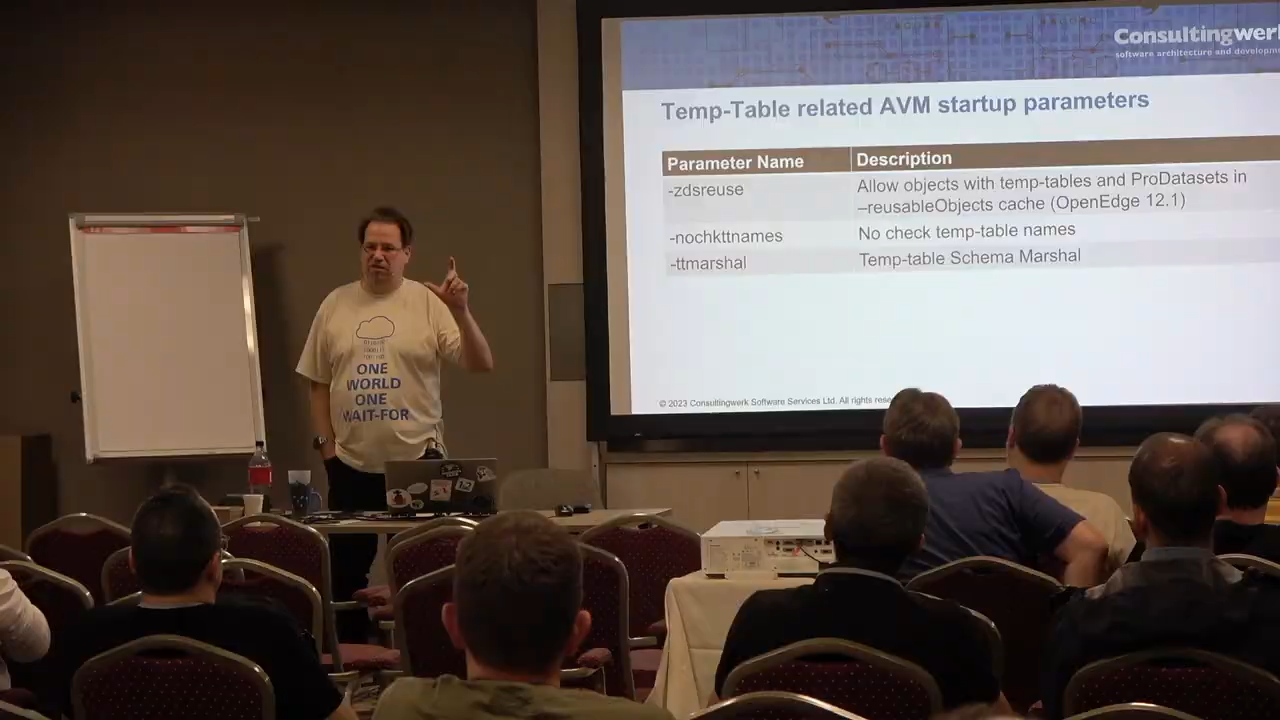 Consultingwerk
software architecture and developme
Temp-Table related AVM startup parameters
Parameter Name Description
-zdsreuse Allow objects with temp-tables and ProDatasets in
–reusableObjects cache (OpenEdge 12.1)
-nochkttnames No check temp-table names
-ttmarshal Temp-table Schema Marshal
© 2023 Consultingwerk Software Services Ltd. All rights rese
ONE
WORLD
ONE
WAIT-FOR